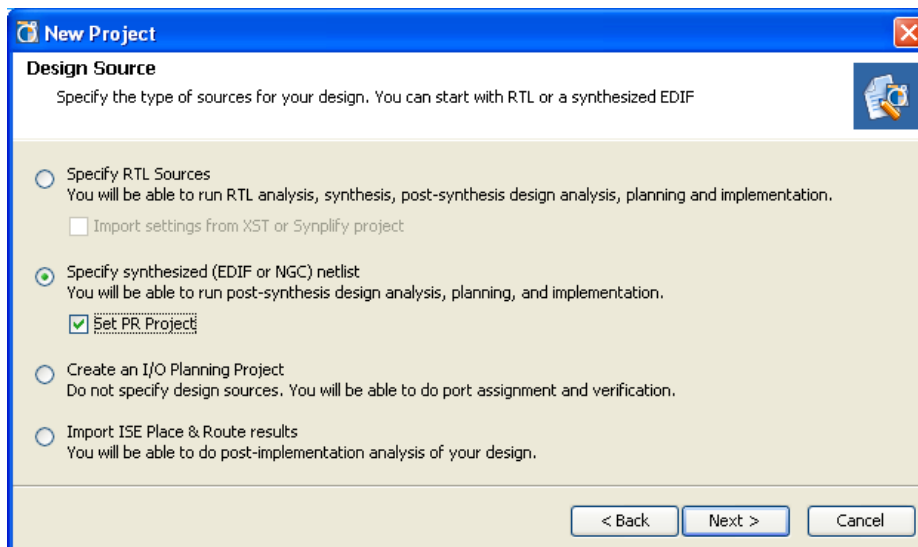 New Project
Design Source
Specify the type of sources for your design. You can start with RTL or a synthesized EDIF
Specify RTL Sources
You will be able to run RTL analysis, synthesis, post-synthesis design analysis, planning and implementation.
Import settings from XST or Synplify project
Specify synthesized (EDIF or NGC) netlist
You will be able to run post-synthesis design analysis, planning, and implementation.
Set PR Project
Create an I/O Planning Project
Do not specify design sources. You will be able to do port assignment and verification.
Import ISE Place & Route results
You will be able to do post-implementation analysis of your design.
< Back Next > Cancel